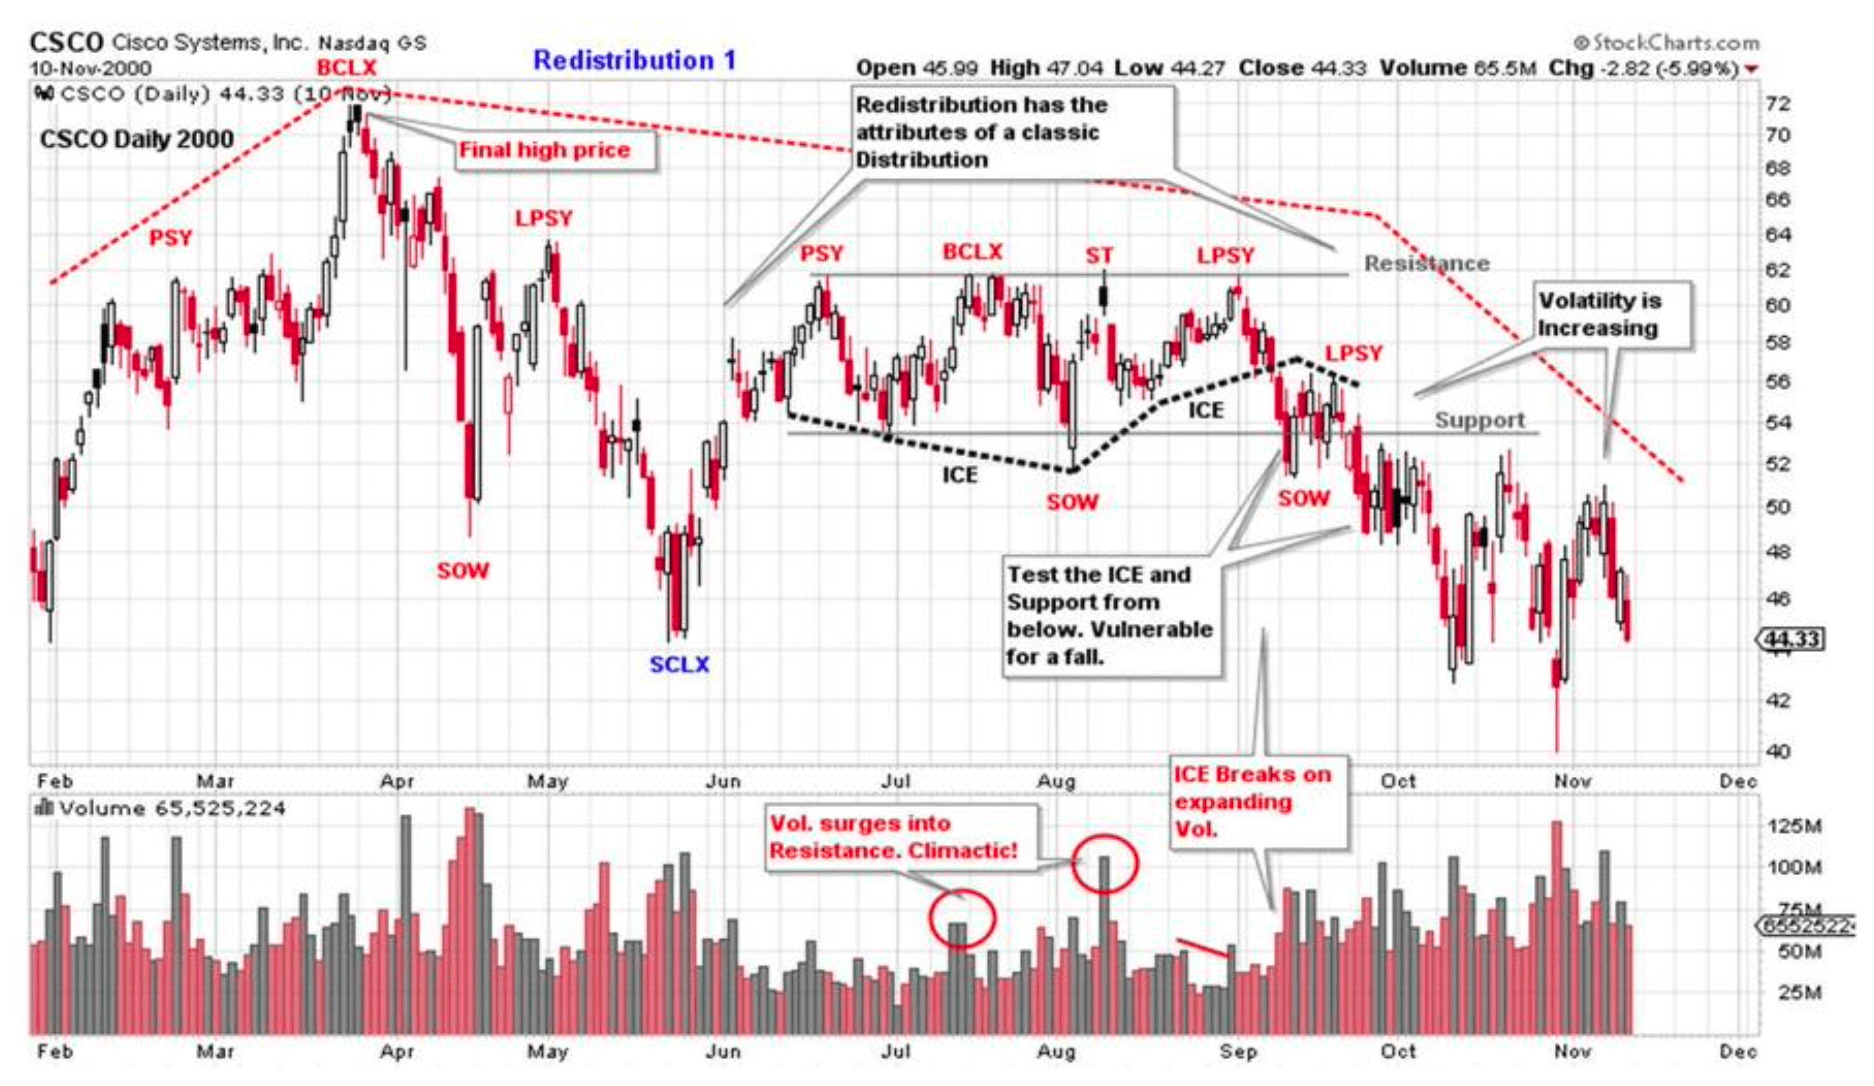 CSCO Cisco Systems, Inc. Nasdaq GS
© StockCharts.com
10-Nov-2000
BCLX
Redistribution 1
Open 45.99 High 47.04 Low 44.27 Close 44.33 Volume 65.5M Chg -2.82 (-5.99%)
CSCO (Daily) 44.33 (10 Nov)
CSCO Daily 2000
Final high price
Redistribution has the
attributes of a classic
Distribution
PSY
LPSY
PSY
BCLX
ST
LPSY
Resistance
Volatility is
Increasing
LPSY
ICE
Support
ICE
SOW
SOW
SOW
Test the ICE and
Support from
below. Vulnerable
for a fall.
SCLX
72
70
68
66
64
62
60
58
56
54
52
50
48
46
44.33
42
40
Feb Mar Apr May Jun Jul Aug Oct Nov Dec
ICE Breaks on
expanding
Vol.
Volume 65,525,224
Vol. surges into
Resistance. Climactic!
125M
100M
75M
6552522
50M
25M
Feb Mar Apr May Jun Jul Aug Sep Oct Nov Dec